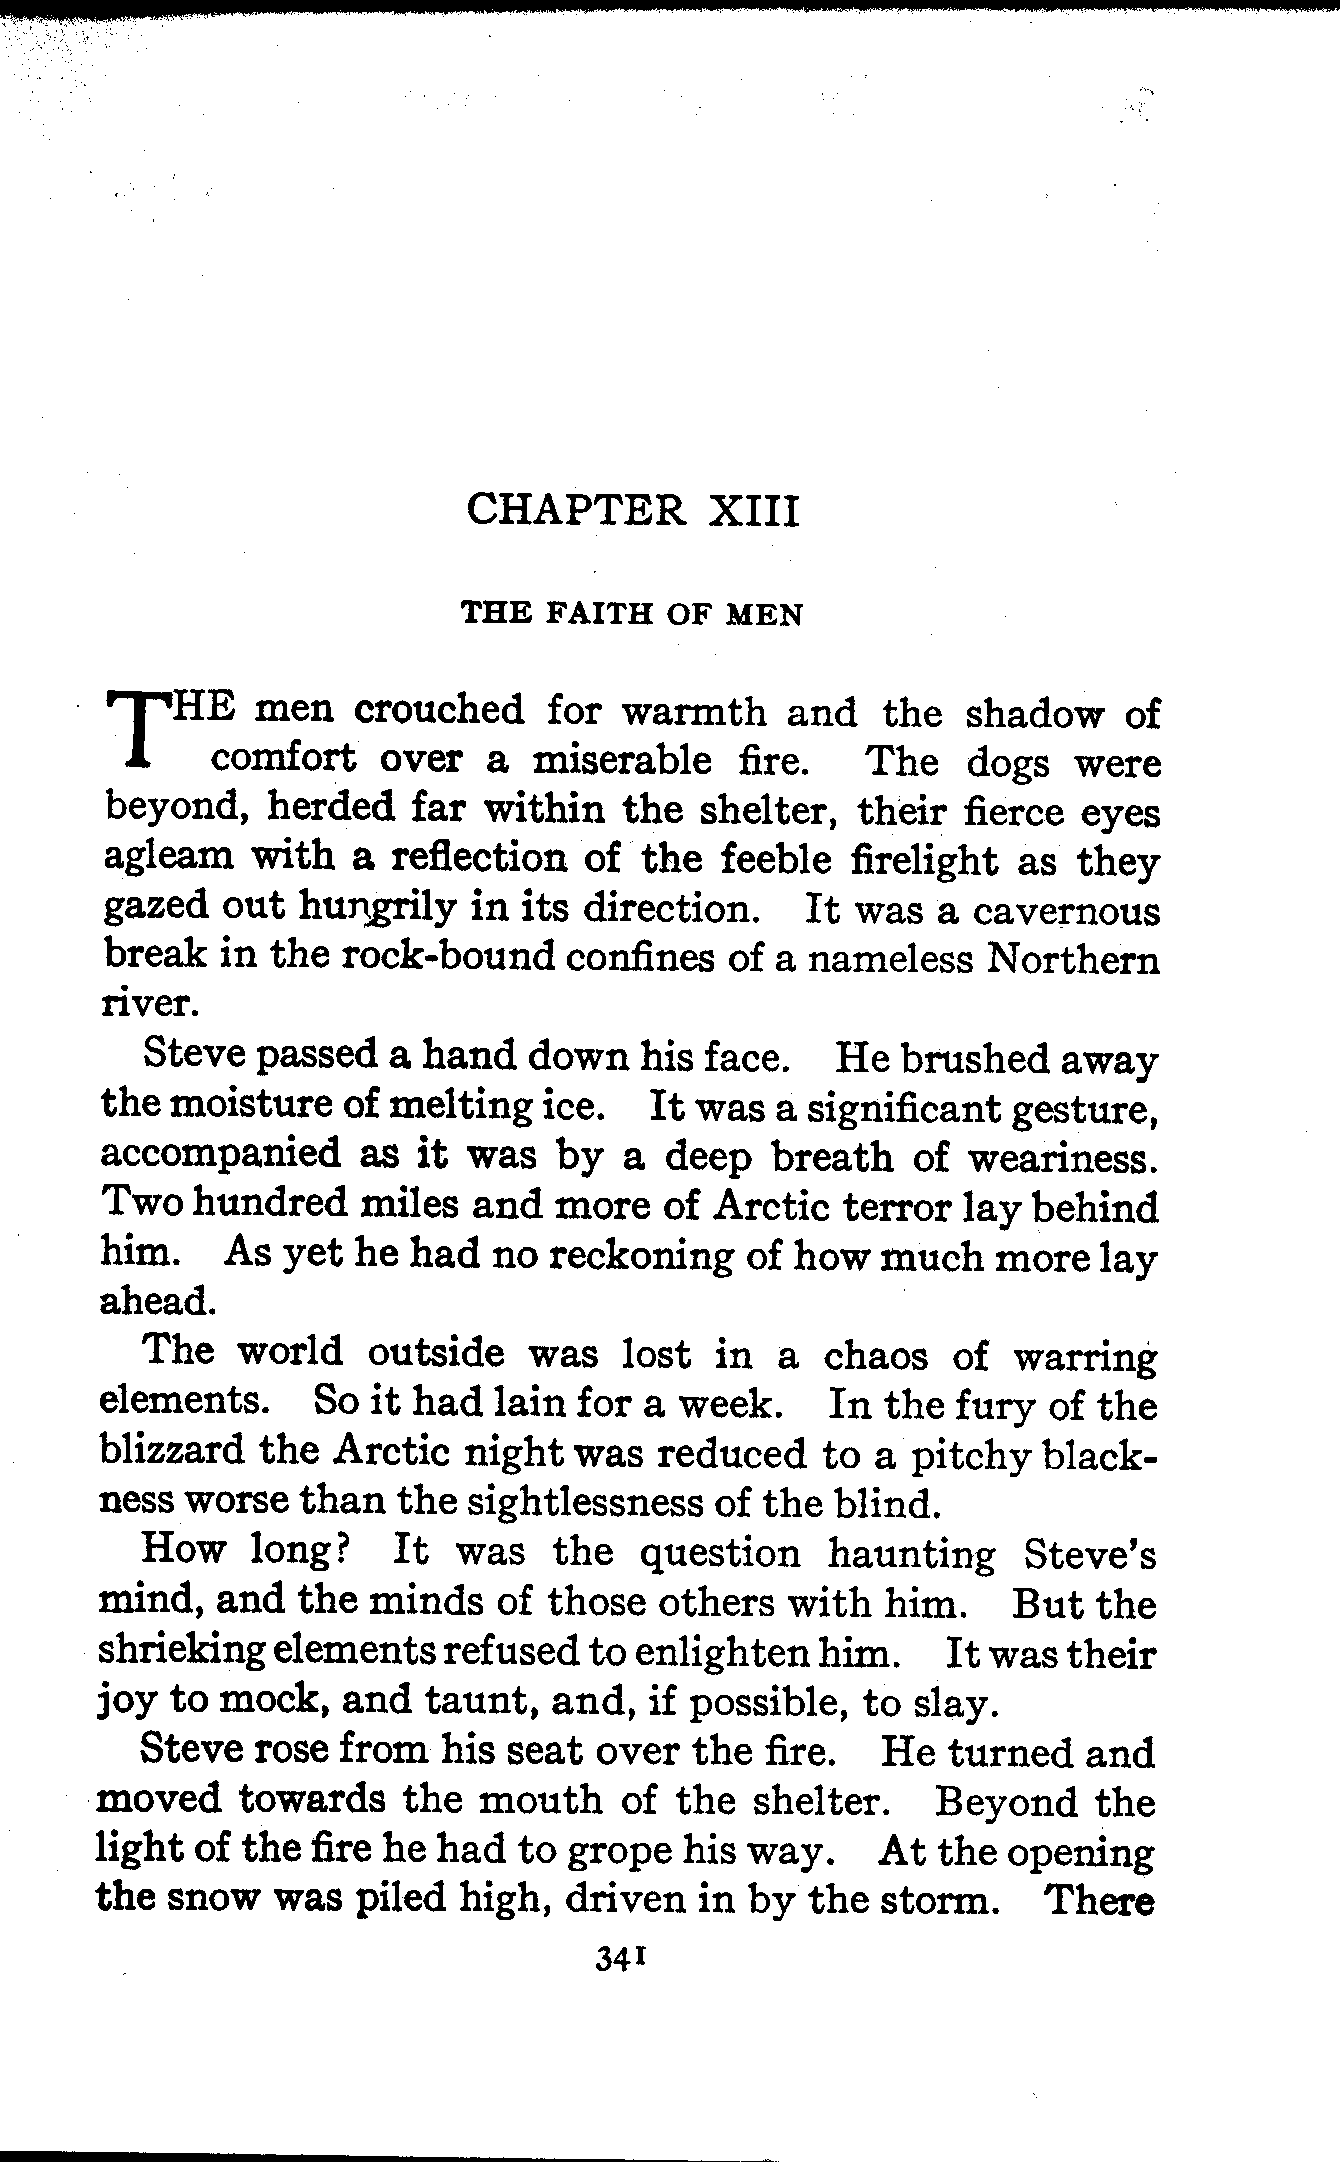 CHAPTER XIII
THE FAITH OF MEN
THE men crouched for warmth and the shadow of
comfort over a miserable fire. The dogs were
beyond, herded far within the shelter, their fierce eyes
agleam with a reflection of the feeble firelight as they
gazed out hungrily in its direction. It was a cavernous
break in the rock-bound confines of a nameless Northern
river.
Steve passed a hand down his face. He brushed away
the moisture of melting ice. It was a significant gesture,
accompanied as it was by a deep breath of weariness.
Two hundred miles and more of Arctic terror lay behind
him. As yet he had no reckoning of how much more lay
ahead.
The world outside was lost in a chaos of warring
elements. So it had lain for a week. In the fury of the
blizzard the Arctic night was reduced to a pitchy black-
ness worse than the sightlessness of the blind.
How long? It was the question haunting Steve's
mind, and the minds of those others with him. But the
shrieking elements refused to enlighten him. It was their
joy to mock, and taunt, and, if possible, to slay.
Steve rose from his seat over the fire. He turned and
moved towards the mouth of the shelter. Beyond the
light of the fire he had to grope his way. At the opening
the snow was piled high, driven in by the storm. There
341